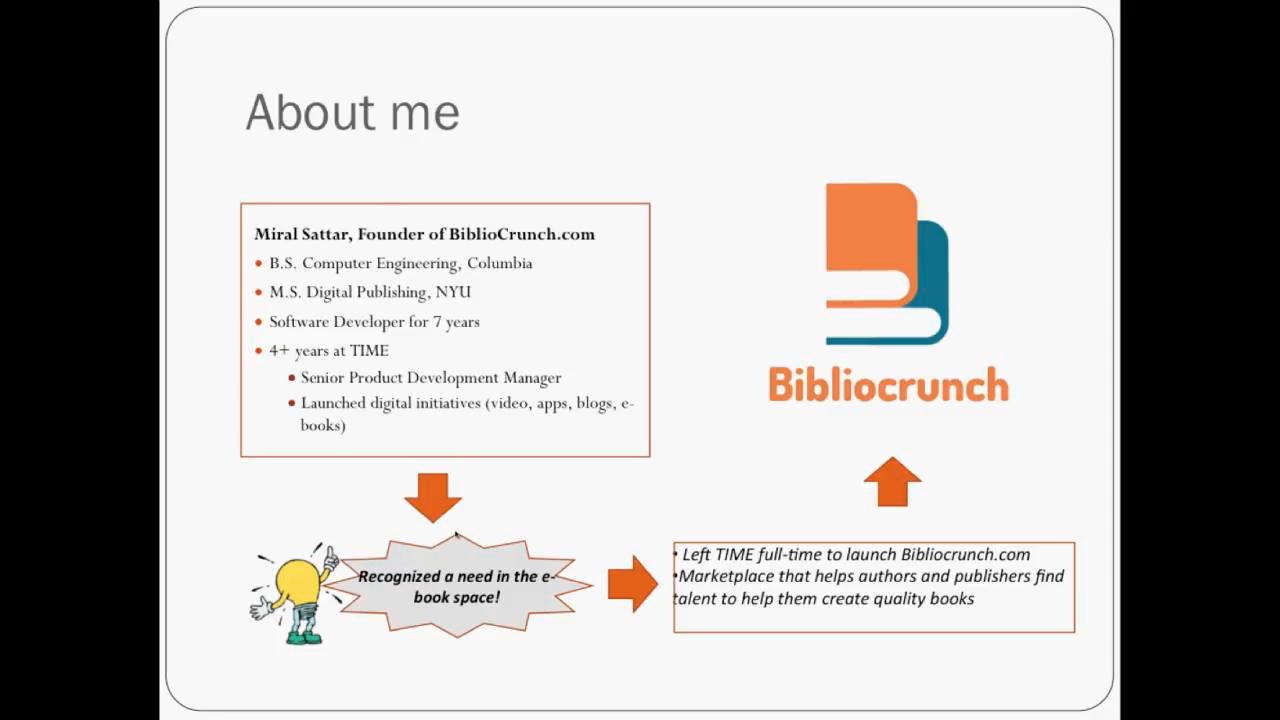 About me
Miral Sattar, Founder of BiblioCrunch.com
• B.S. Computer Engineering, Columbia
• M.S. Digital Publishing, NYU
• Software Developer for 7 years
• 4+ years at TIME
• Senior Product Development Manager
• Launched digital initiatives (video, apps, blogs, e-
books)
Bibliocrunch
Recognized a need in the e-
book space!
• Left TIME full-time to launch Bibliocrunch.com
•Marketplace that helps authors and publishers find
talent to help them create quality books